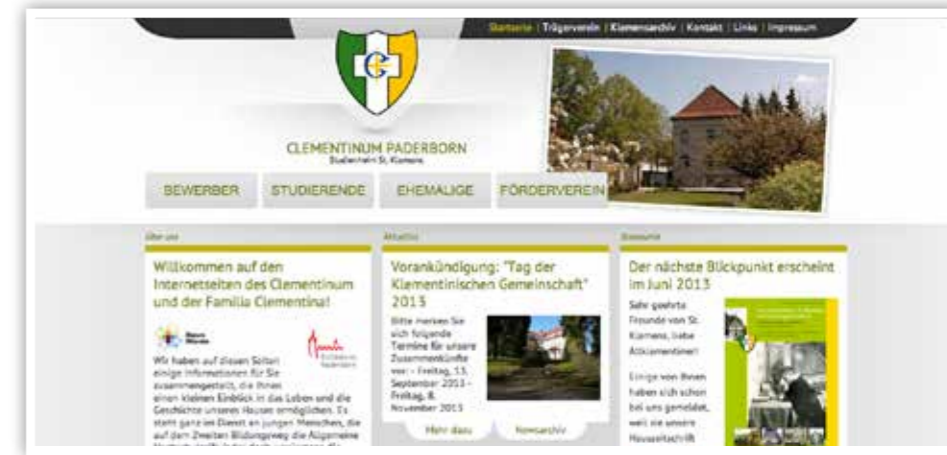 Startseite | Trägerverein | Klemensarchiv | Kontakt | Links | Impressum
CLEMENTINUM PADERBORN
Studienheim St. Klemens
BEWERBER STUDIERENDE EHEMALIGE FÖRDERVEREIN
Über uns
Willkommen auf den
Internetseiten des Clementinum
und der Familia Clementina!
Wir haben auf diesen Seiten
einige Informationen für Sie
zusammengestellt, die Ihnen
einen kleinen Einblick in das Leben und die
Geschichte unseres Hauses ermöglichen. Es
steht ganz im Dienst an jungen Menschen, die
auf dem Zweiten Bildungsweg die Allgemeine
Aktuelles
Vorankündigung: "Tag der
Klementinischen Gemeinschaft"
2013
Bitte merken Sie
sich folgende
Termine für unsere
Zusammenkünfte
vor: - Freitag, 13.
September 2013 -
Freitag, 8.
November 2013
Mehr dazu Newsarchiv
Der nächste Blickpunkt erscheint
im Juni 2013
Sehr geehrte
Freunde von St.
Klemens, liebe
Altklementiner!
Einige von Ihnen
haben sich schon
bei uns gemeldet,
weil sie unsere
Hauszeitschrift